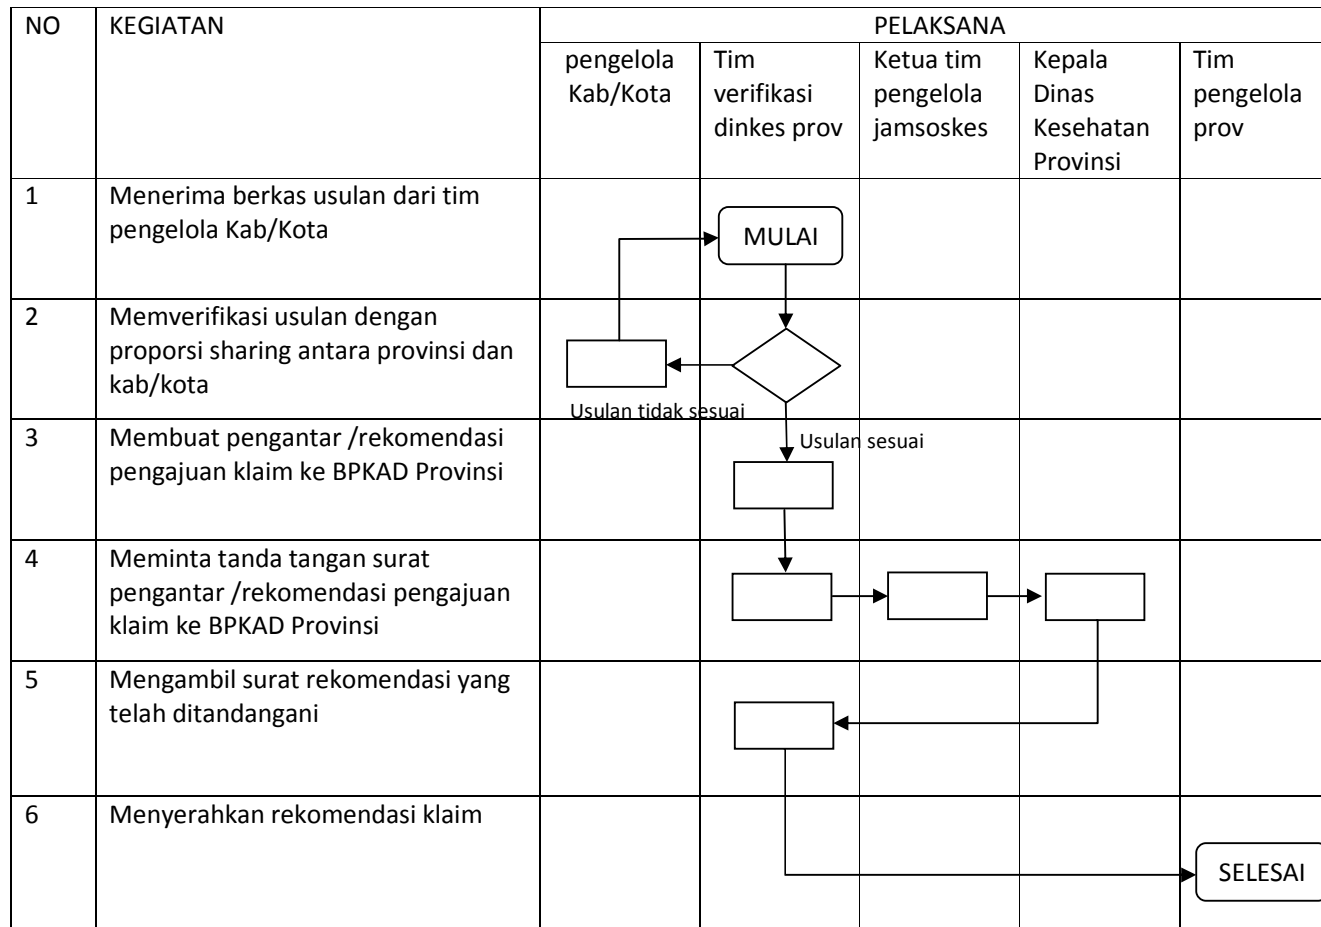 NO KEGIATAN PELAKSANA
pengelola
Kab/Kota
Tim
verifikasi
dinkes prov
Ketua tim
pengelola
jamsoskes
Kepala
Dinas
Kesehatan
Provinsi
Tim
pengelola
prov
1 Menerima berkas usulan dari tim
pengelola Kab/Kota
MULAI
2 Memverifikasi usulan dengan
proporsi sharing antara provinsi dan
kab/kota
Usulan tidak sesuai
3 Membuat pengantar /rekomendasi
pengajuan klaim ke BPKAD Provinsi
Usulan sesuai
4 Meminta tanda tangan surat
pengantar /rekomendasi pengajuan
klaim ke BPKAD Provinsi
5 Mengambil surat rekomendasi yang
telah ditandangani
6 Menyerahkan rekomendasi klaim
SELESAI